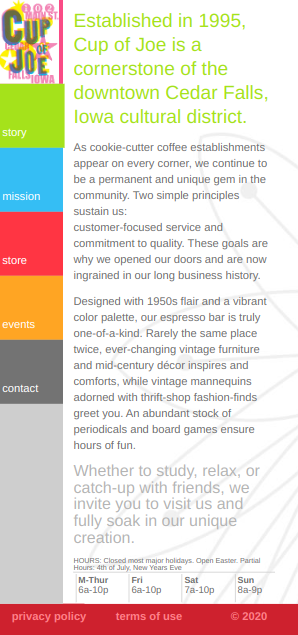 102
MAIN ST.
CUP
CEDAR OF
JOE
FALLS IOWA
Established in 1995,
Cup of Joe is a
cornerstone of the
downtown Cedar Falls,
Iowa cultural district.
As cookie-cutter coffee establishments
appear on every corner, we continue to
be a permanent and unique gem in the
community. Two simple principles
sustain us:
customer-focused service and
commitment to quality. These goals are
why we opened our doors and are now
ingrained in our long business history.
Designed with 1950s flair and a vibrant
color palette, our espresso bar is truly
one-of-a-kind. Rarely the same place
twice, ever-changing vintage furniture
and mid-century décor inspires and
comforts, while vintage mannequins
adorned with thrift-shop fashion-finds
greet you. An abundant stock of
periodicals and board games ensure
hours of fun.
Whether to study, relax, or
catch-up with friends, we
invite you to visit us and
fully soak in our unique
creation.
HOURS: Closed most major holidays. Open Easter. Partial
Hours: 4th of July, New Years Eve
M-Thur Fri Sat Sun
6a-10p 6a-10p 7a-10p 8a-9p
story
mission
store
events
contact
privacy policy terms of use © 2020